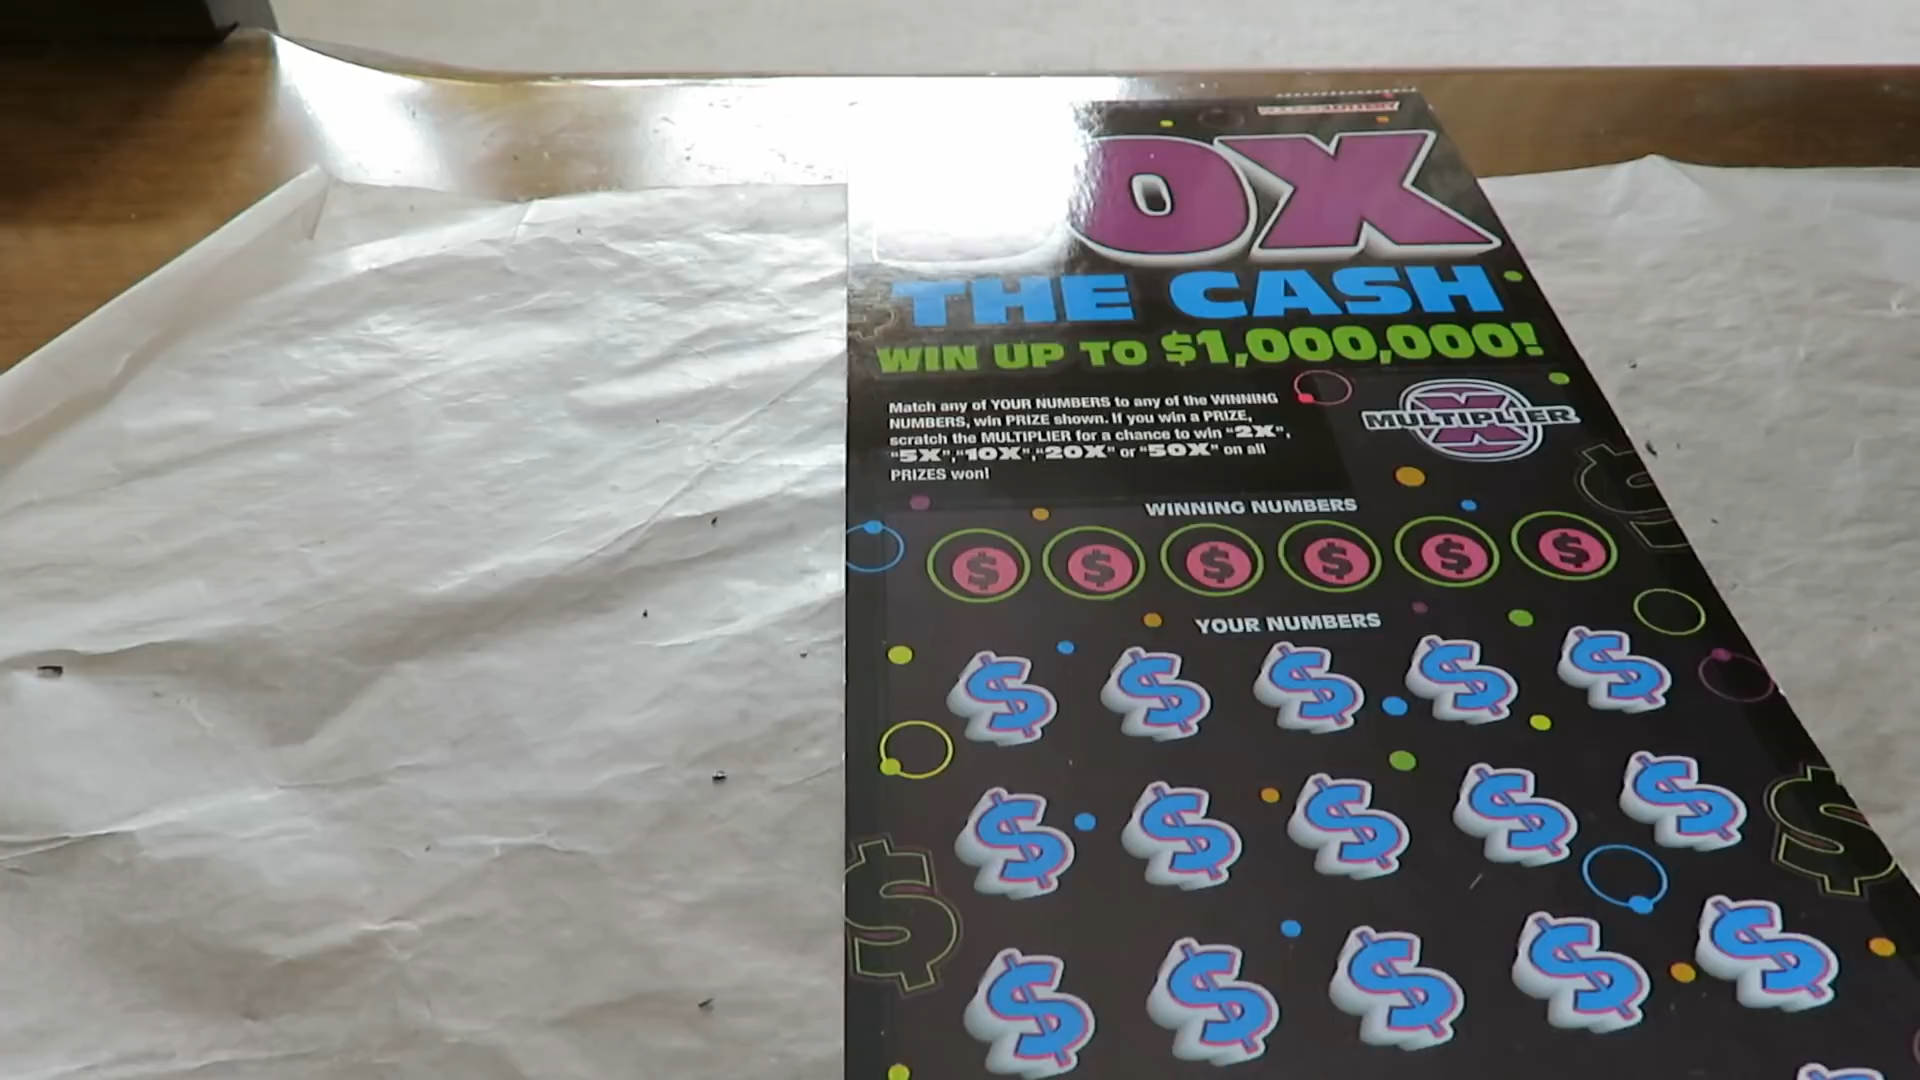 0X
THE CASH
WIN UP TO $1,000,000!
Match any of YOUR NUMBERS to any of the WINNING
NUMBERS, win PRIZE shown. If you win a PRIZE,
scratch the MULTIPLIER for a chance to win "2X",
"5X","10X","20X" or "50X" on all
PRIZES won!
X
MULTIPLIER
WINNING NUMBERS
$ $ $ $ $ $
YOUR NUMBERS
$ $ $ $ $
$ $ $ $ $
$ $ $ $ $